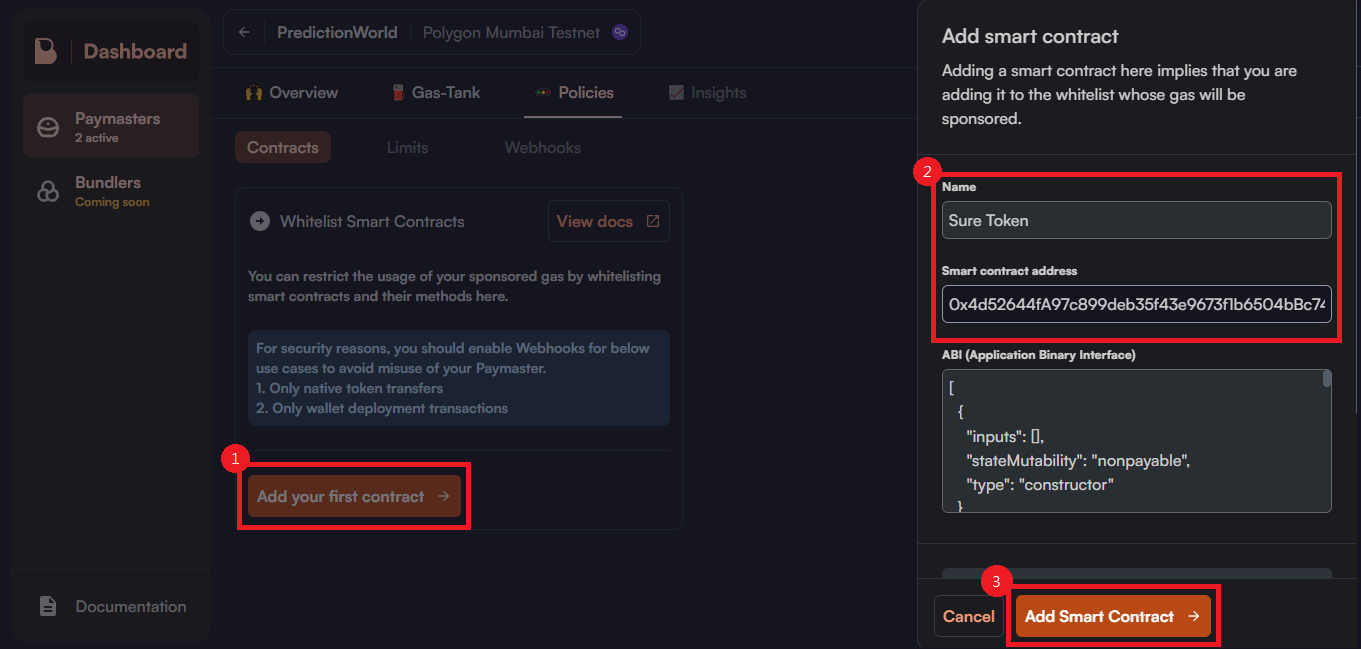 Dashboard
Paymasters
2 active
Bundlers
Coming soon
Documentation
PredictionWorld
Polygon Mumbai Testnet
Overview
Gas-Tank
Policies
Insights
Contracts
Limits
Webhooks
Whitelist Smart Contracts
View docs
You can restrict the usage of your sponsored gas by whitelisting
smart contracts and their methods here.
For security reasons, you should enable Webhooks for below
use cases to avoid misuse of your Paymaster.
1. Only native token transfers
2. Only wallet deployment transactions
1
Add your first contract
Add smart contract
Adding a smart contract here implies that you are
adding it to the whitelist whose gas will be
sponsored.
2
Name
Sure Token
Smart contract address
0x4d52644fA97c899deb35f43e9673f1b6504bBc74
ABI (Application Binary Interface)
[
{
"inputs": [],
"stateMutability": "nonpayable",
"type": "constructor"
}
3
Cancel
Add Smart Contract